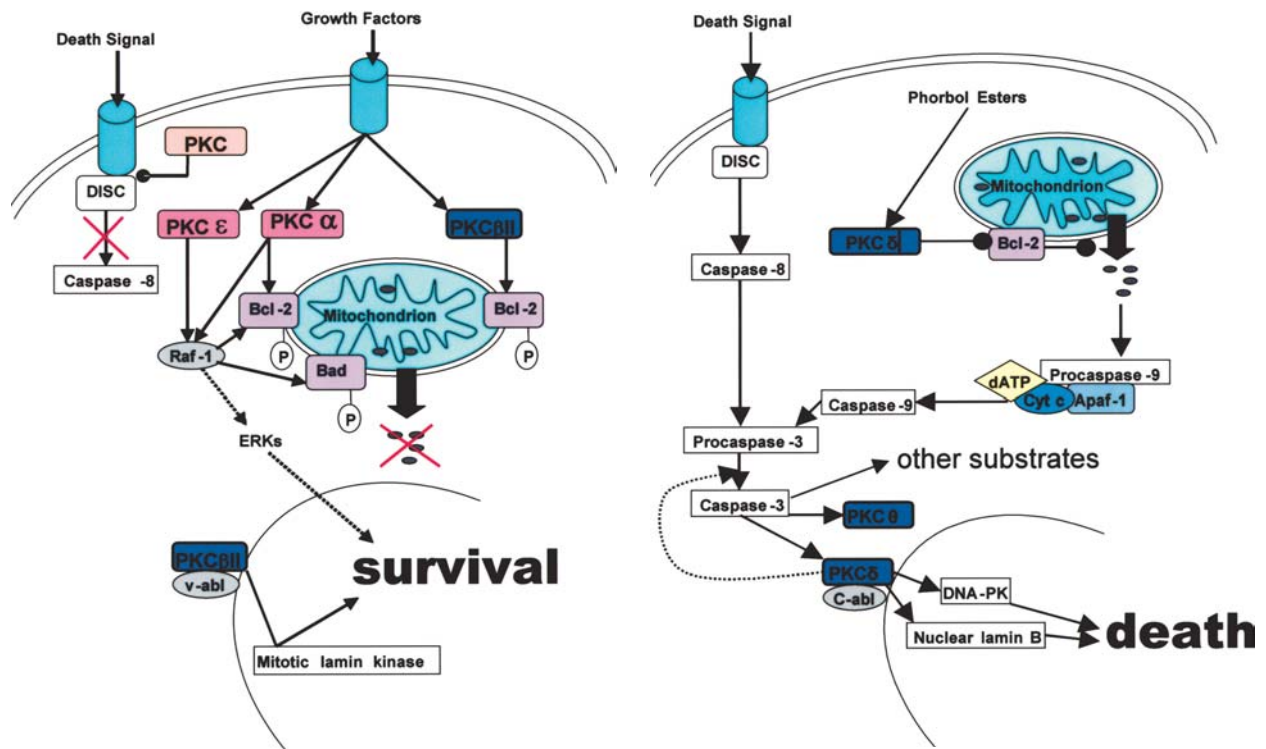 Growth Factors
Death Signal
PKC
DISC
PKC ε
PKC α
PKCβII
Caspase -8
Bcl-2
Mitochondrion
Bcl-2
P
P
Raf-1
Bad
P
ERKs
PKCβII
v-abl
survival
Mitotic lamin kinase
Death Signal
Phorbol Esters
DISC
Mitochondrion
PKC δ
Bcl-2
Caspase -8
dATP
Procaspase -9
Cyt c
Apaf-1
Caspase -9
Procaspase -3
other substrates
Caspase -3
PKC θ
PKCδ
C-abl
DNA-PK
Nuclear lamin B
death